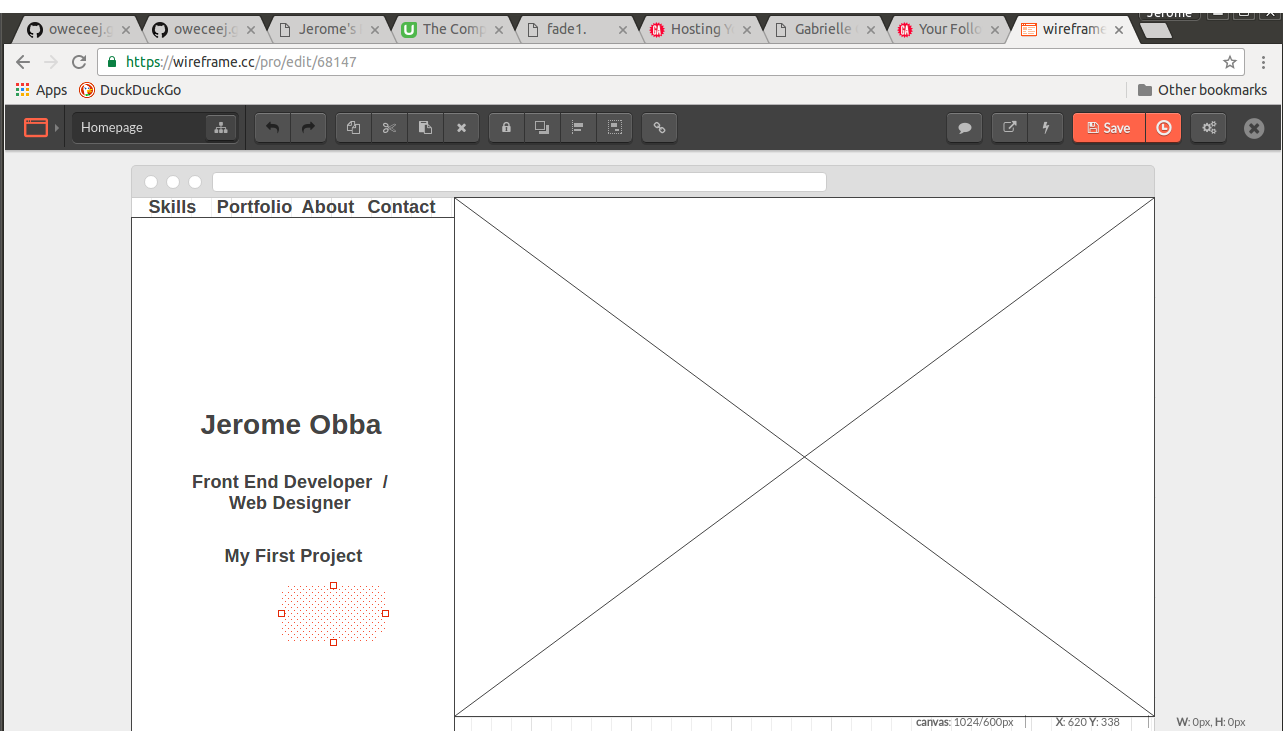 Jerome
oweceej.g
oweceej.g
Jerome's
The Comp
fade1.
Hosting Y
Gabrielle
Your Follo
wireframe
https://wireframe.cc/pro/edit/68147
Apps DuckDuckGo Other bookmarks
Homepage Save
Skills Portfolio About Contact
Jerome Obba
Front End Developer /
Web Designer
My First Project
canvas: 1024/600px X: 620 Y: 338 W: 0px, H: 0px